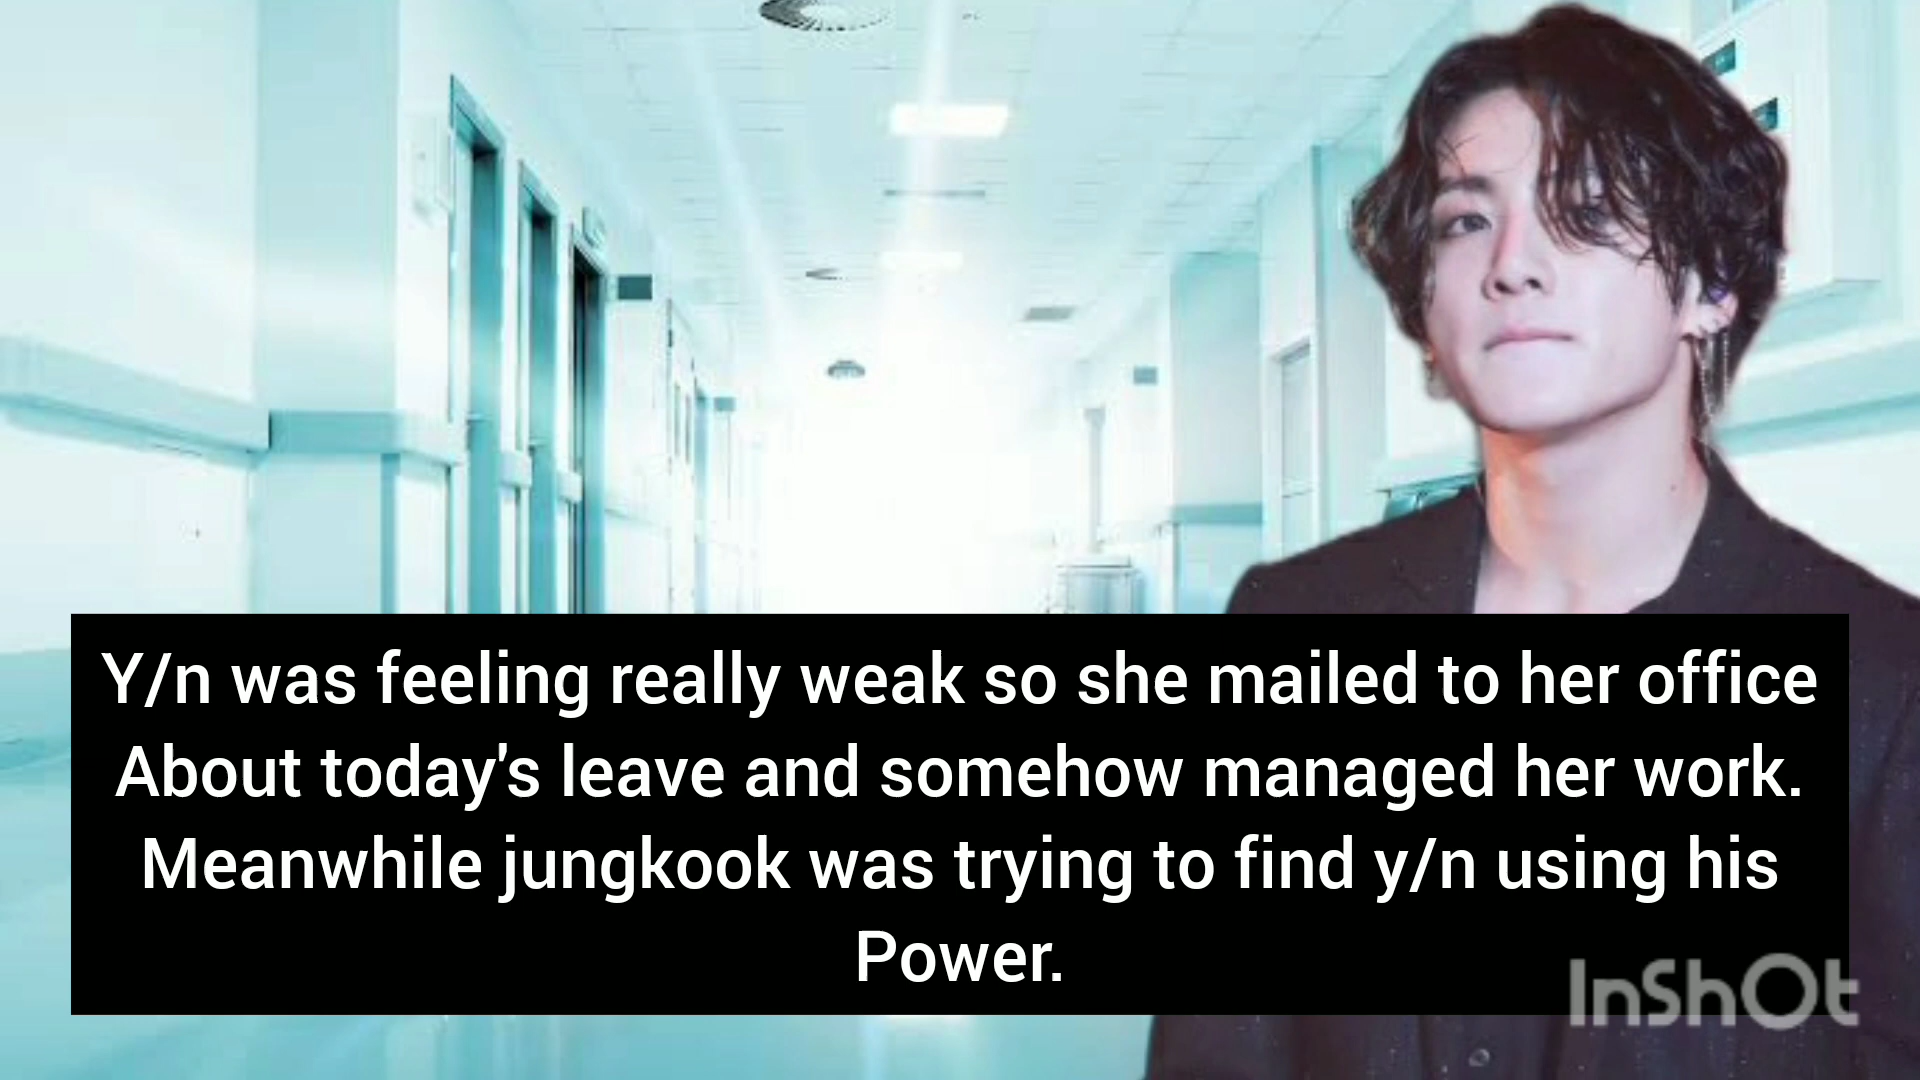 Y/n was feeling really weak so she mailed to her office
About today's leave and somehow managed her work.
Meanwhile jungkook was trying to find y/n using his
Power.
InShOt